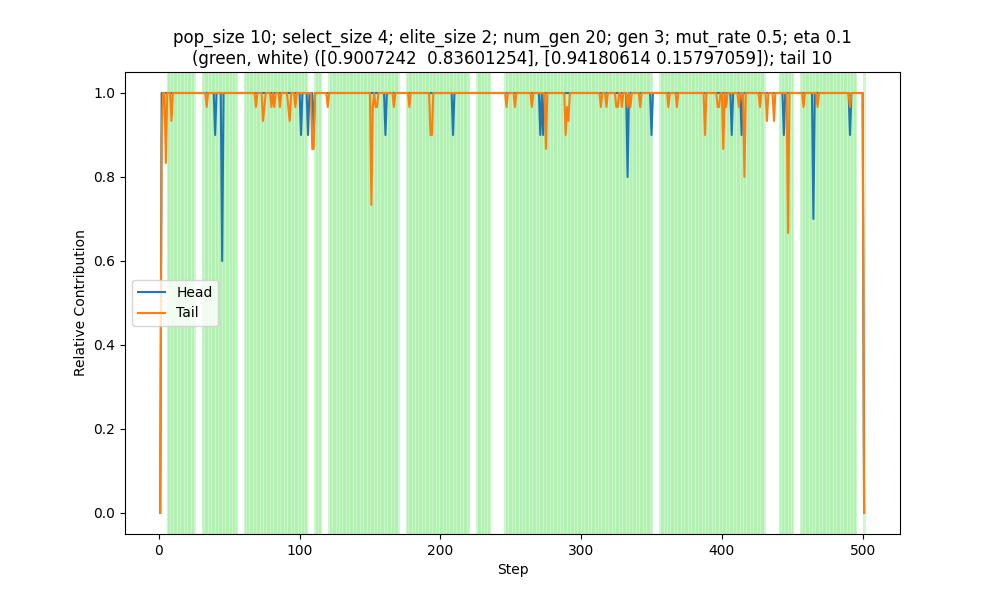 pop_size 10; select_size 4; elite_size 2; num_gen 20; gen 3; mut_rate 0.5; eta 0.1
(green, white) ([0.9007242  0.83601254], [0.94180614 0.15797059]); tail 10
1.0
0.8
0.6
0.4
0.2
0.0
Relative Contribution
Head
Tail
0
100
200
300
400
500
Step